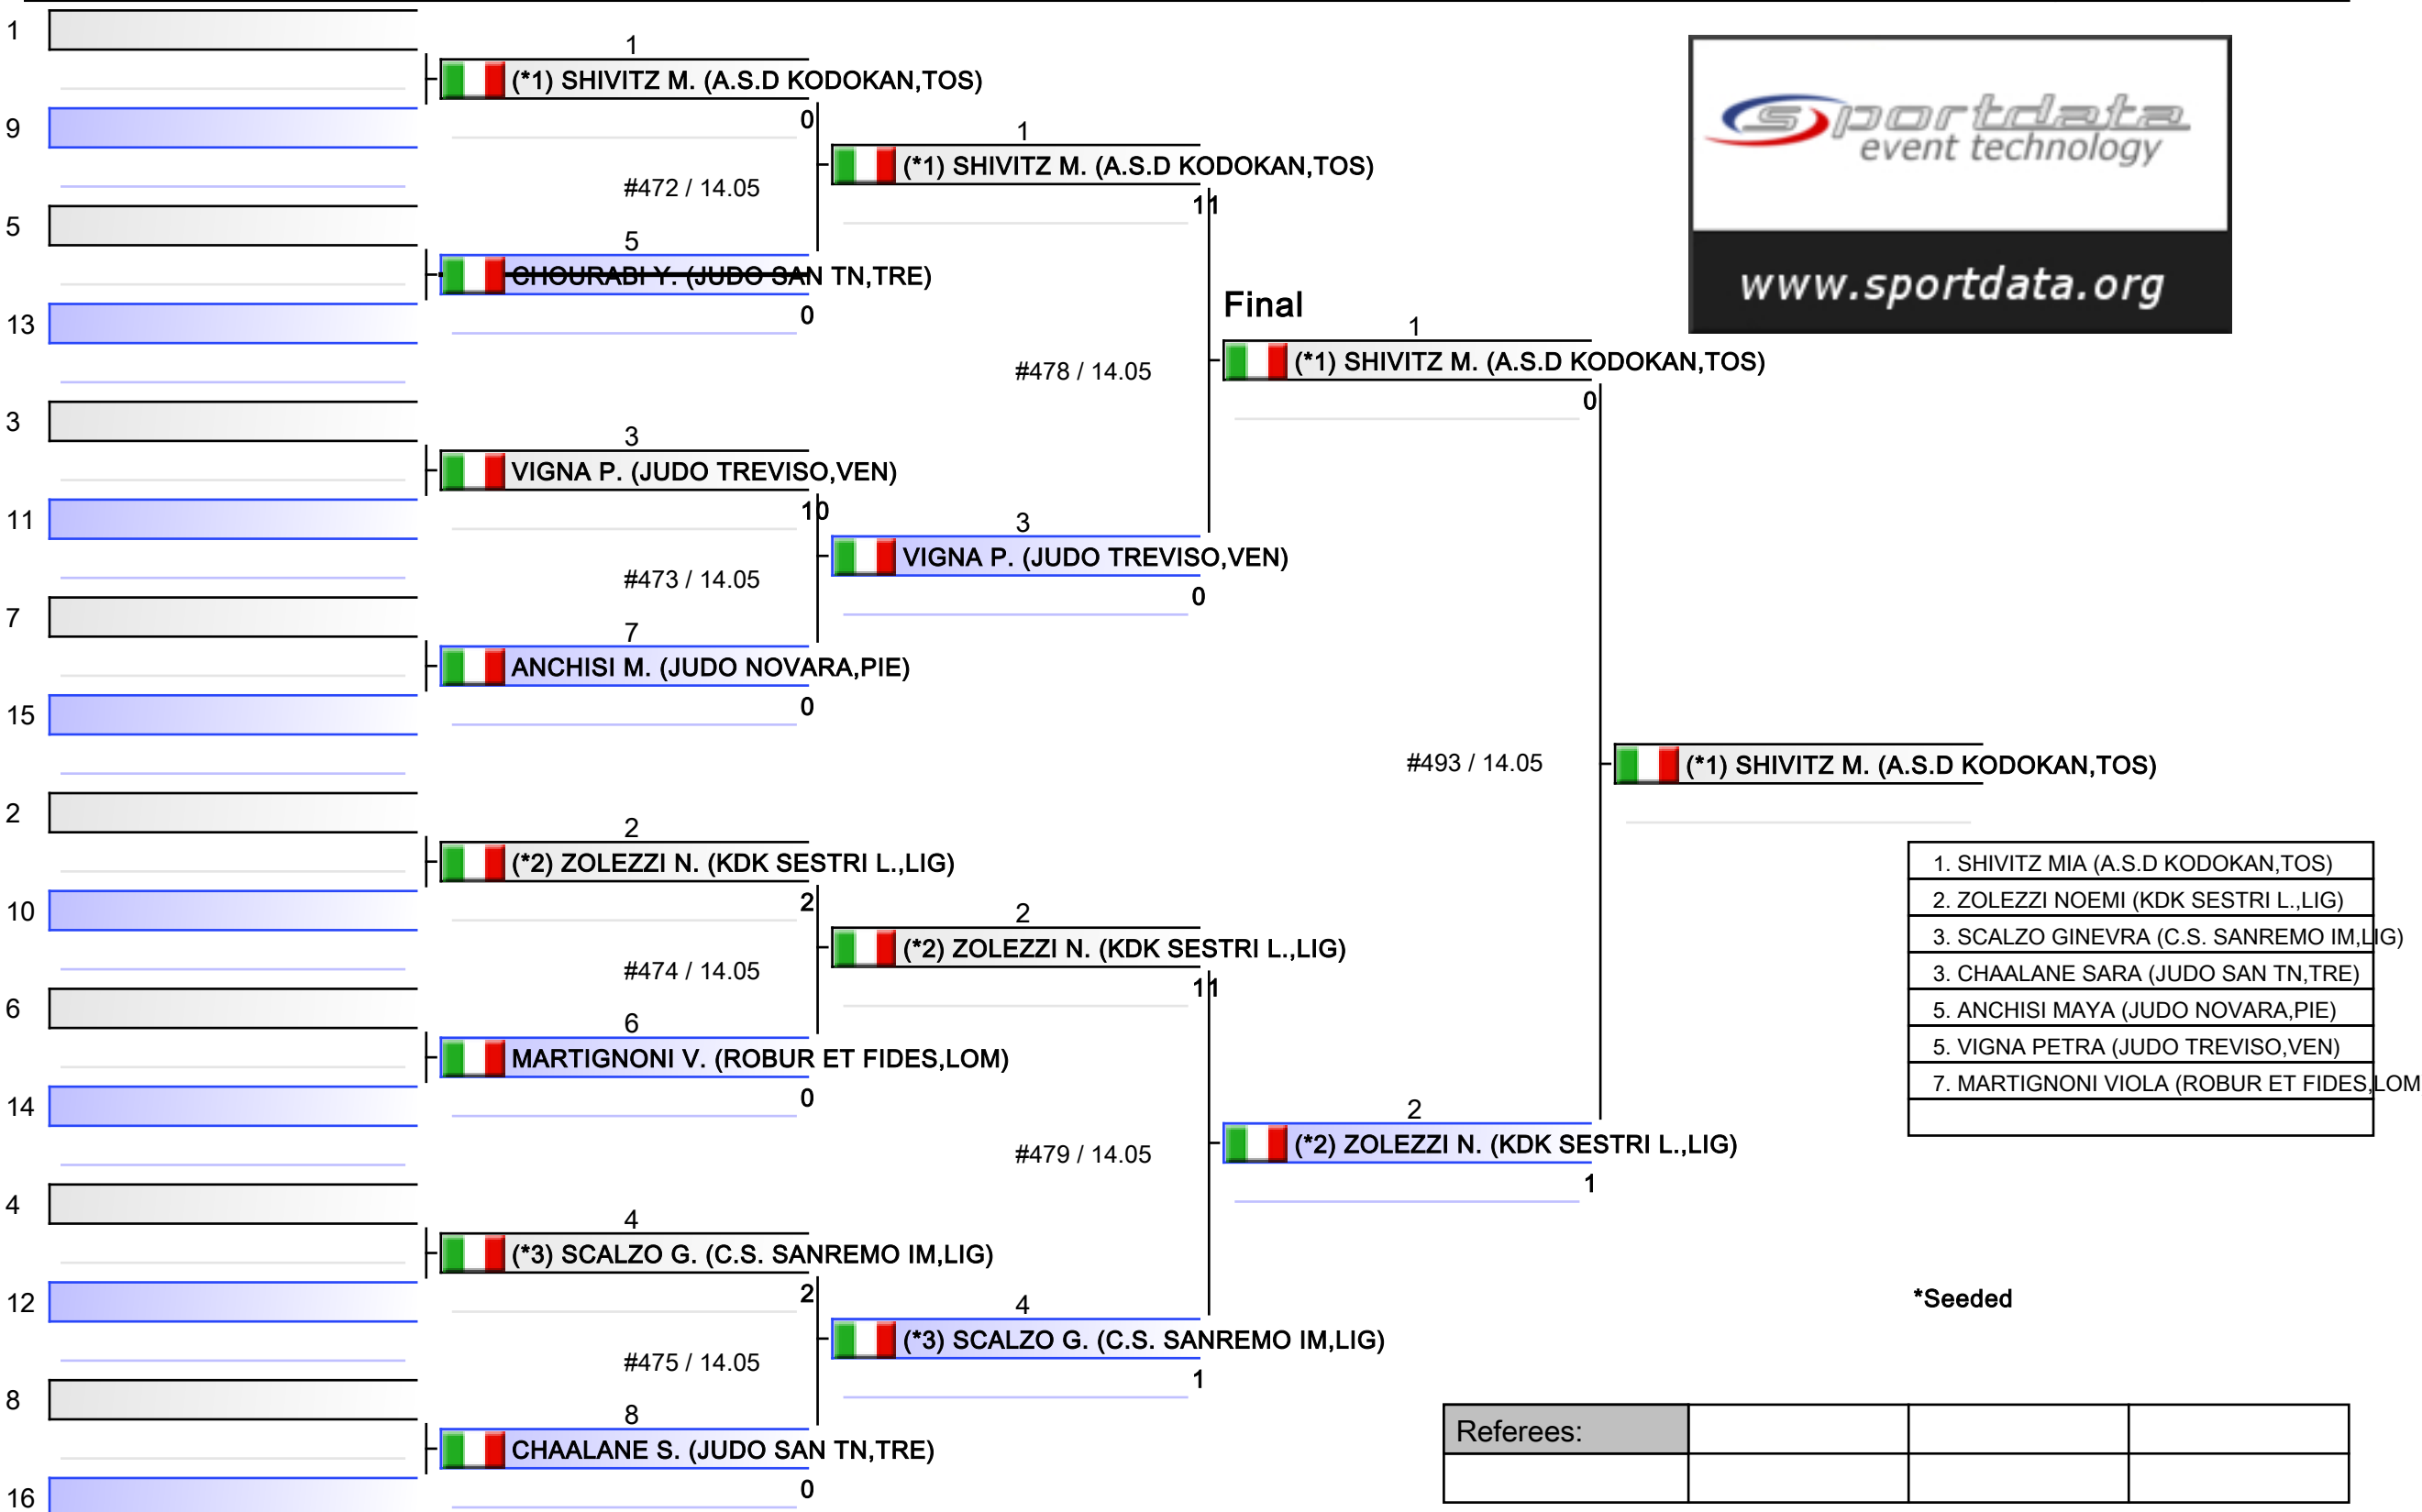 1
9
5
13
3
11
7
15
2
10
6
14
4
12
8
16
1
(*1) SHIVITZ M. (A.S.D KODOKAN,TOS)
0
#472 / 14.05
5
CHOURABI Y. (JUDO SAN TN,TRE)
0
3
VIGNA P. (JUDO TREVISO,VEN)
10
#473 / 14.05
7
ANCHISI M. (JUDO NOVARA,PIE)
0
2
(*2) ZOLEZZI N. (KDK SESTRI L.,LIG)
2
#474 / 14.05
6
MARTIGNONI V. (ROBUR ET FIDES,LOM)
0
4
(*3) SCALZO G. (C.S. SANREMO IM,LIG)
2
#475 / 14.05
8
CHAALANE S. (JUDO SAN TN,TRE)
0
1
(*1) SHIVITZ M. (A.S.D KODOKAN,TOS)
11
#478 / 14.05
3
VIGNA P. (JUDO TREVISO,VEN)
0
2
(*2) ZOLEZZI N. (KDK SESTRI L.,LIG)
11
#479 / 14.05
4
(*3) SCALZO G. (C.S. SANREMO IM,LIG)
1
Final
1
(*1) SHIVITZ M. (A.S.D KODOKAN,TOS)
0
#493 / 14.05
2
(*2) ZOLEZZI N. (KDK SESTRI L.,LIG)
1
(*1) SHIVITZ M. (A.S.D KODOKAN,TOS)
sportdata
event technology
www.sportdata.org
1. SHIVITZ MIA (A.S.D KODOKAN,TOS)
2. ZOLEZZI NOEMI (KDK SESTRI L.,LIG)
3. SCALZO GINEVRA (C.S. SANREMO IM,LIG)
3. CHAALANE SARA (JUDO SAN TN,TRE)
5. ANCHISI MAYA (JUDO NOVARA,PIE)
5. VIGNA PETRA (JUDO TREVISO,VEN)
7. MARTIGNONI VIOLA (ROBUR ET FIDES,LOM
*Seeded
Referees: